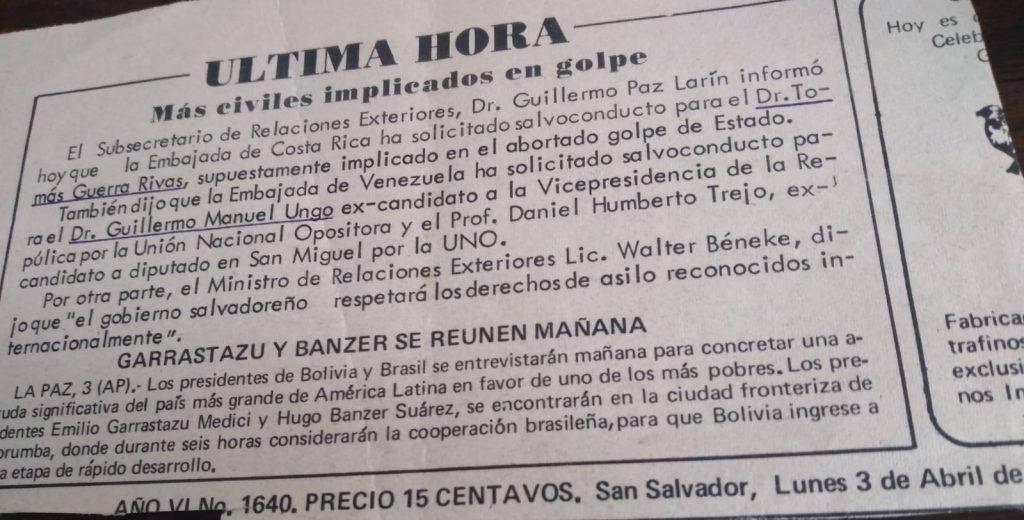 ULTIMA HORA
Más civiles implicados en golpe
El Subsecretario de Relaciones Exteriores, Dr. Guillermo Paz Larín informó
hoy que la Embajada de Costa Rica ha solicitado salvoconducto para el Dr. To-
más Guerra Rivas, supuestamente implicado en el abortado golpe de Estado.
También dijo que la Embajada de Venezuela ha solicitado salvoconducto pa-
ra el Dr. Guillermo Manuel Ungo ex-candidato a la Vicepresidencia de la Re-
pública por la Unión Nacional Opositora y el Prof. Daniel Humberto Trejo, ex-
candidato a diputado en San Miguel por la UNO.
Por otra parte, el Ministro de Relaciones Exteriores Lic. Walter Béneke, di-
jo que "el gobierno salvadoreño respetará los derechos de asilo reconocidos in-
ternacionalmente".
GARRASTAZU Y BANZER SE REUNEN MAÑANA
LA PAZ, 3 (AP).- Los presidentes de Bolivia y Brasil se entrevistarán mañana para concretar una a-
uda significativa del país más grande de América Latina en favor de uno de los más pobres. Los pre-
identes Emilio Garrastazu Medici y Hugo Banzer Suárez, se encontrarán en la ciudad fronteriza de
orumba, donde durante seis horas considerarán la cooperación brasileña, para que Bolivia ingrese a
a etapa de rápido desarrollo.
AÑO VI No. 1640. PRECIO 15 CENTAVOS. San Salvador, Lunes 3 de Abril de
Hoy es
Celeb
Fabrica
trafinos
exclusi
nos In